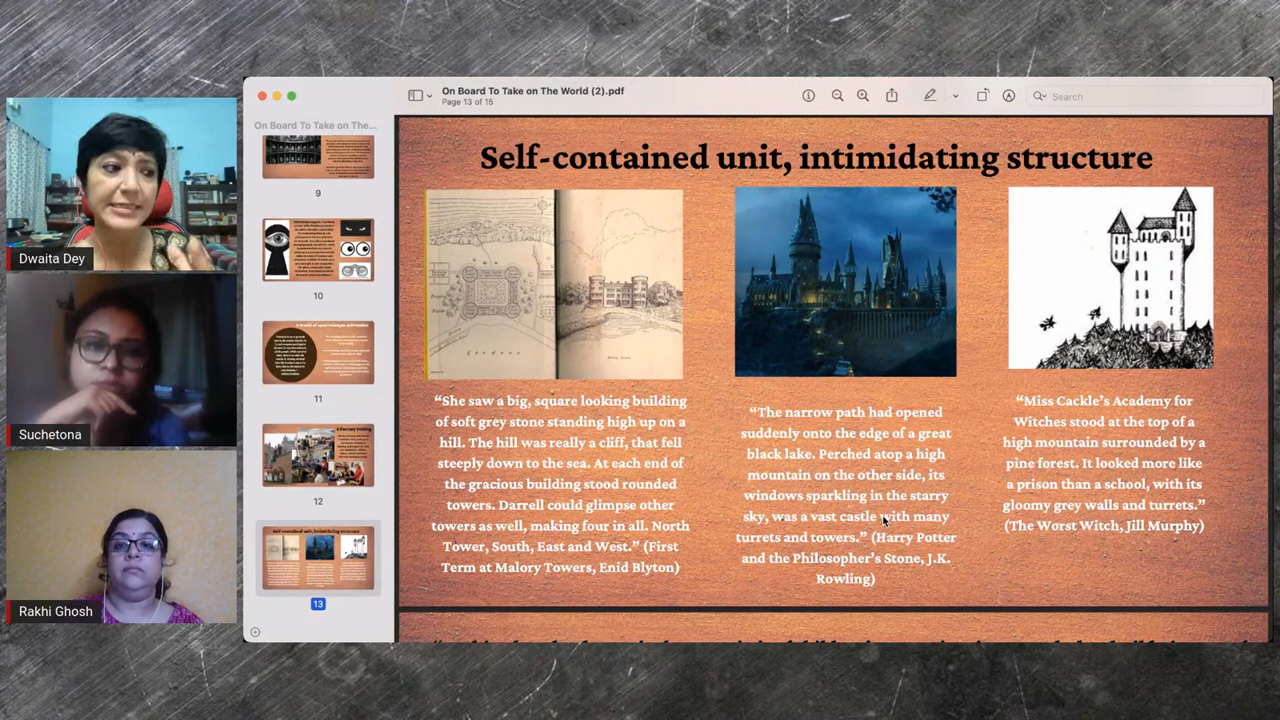 Dwaita Dey
Suchetona
Rakhi Ghosh
On Board To Take on The World (2).pdf
Page 13 of 15
Search
On Board To Take on The...
9
10
11
12
13
Self-contained unit, intimidating structure
“She saw a big, square looking building
of soft grey stone standing high up on a
hill. The hill was really a cliff, that fell
steeply down to the sea. At each end of
the gracious building stood rounded
towers. Darrell could glimpse other
towers as well, making four in all. North
Tower, South, East and West.” (First
Term at Malory Towers, Enid Blyton)
“The narrow path had opened
suddenly onto the edge of a great
black lake. Perched atop a high
mountain on the other side, its
windows sparkling in the starry
sky, was a vast castle with many
turrets and towers.” (Harry Potter
and the Philosopher's Stone, J.K.
Rowling)
“Miss Cackle’s Academy for
Witches stood at the top of a
high mountain surrounded by a
pine forest. It looked more like
a prison than a school, with its
gloomy grey walls and turrets.”
(The Worst Witch, Jill Murphy)